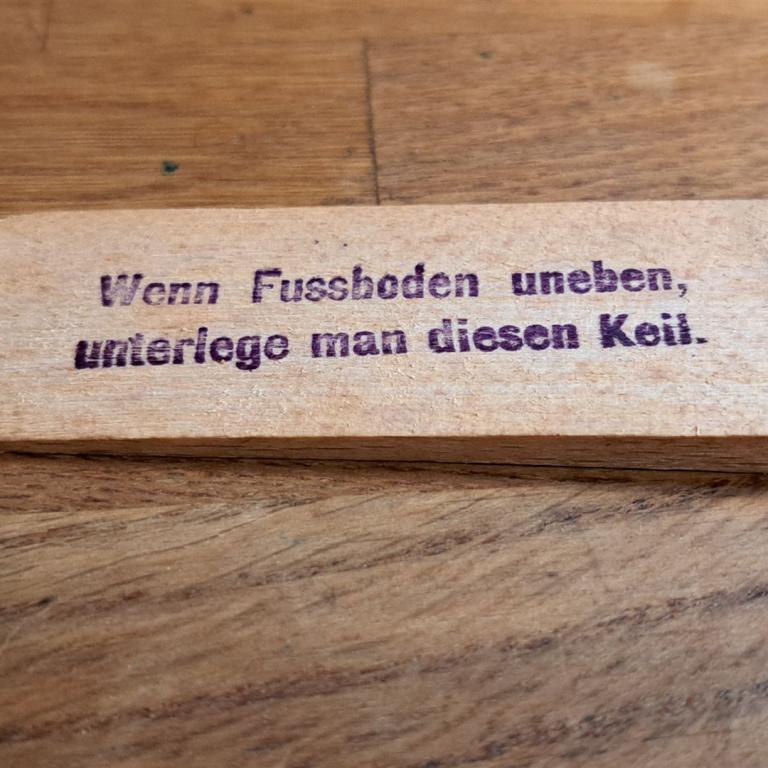 Wenn Fussboden uneben,
unterlege man diesen Keil.